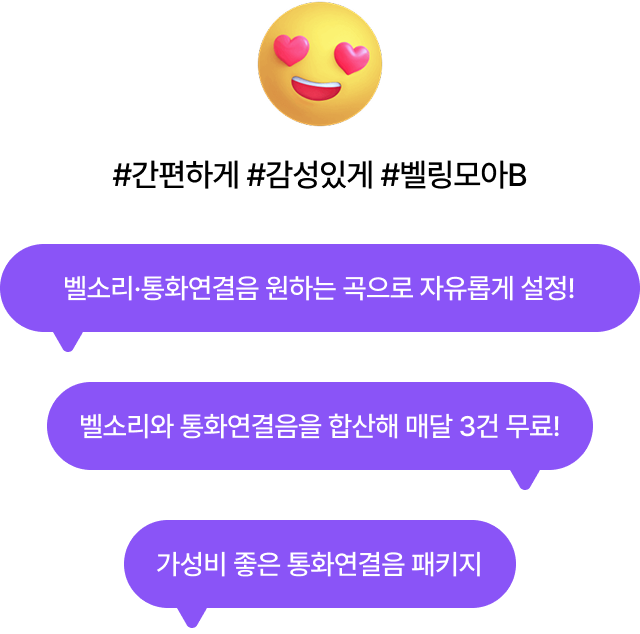 #간편하게 #감성있게 #벨링모아B
벨소리·통화연결음 원하는 곡으로 자유롭게 설정!
벨소리와 통화연결음을 합산해 매달 3건 무료!
가성비 좋은 통화연결음 패키지